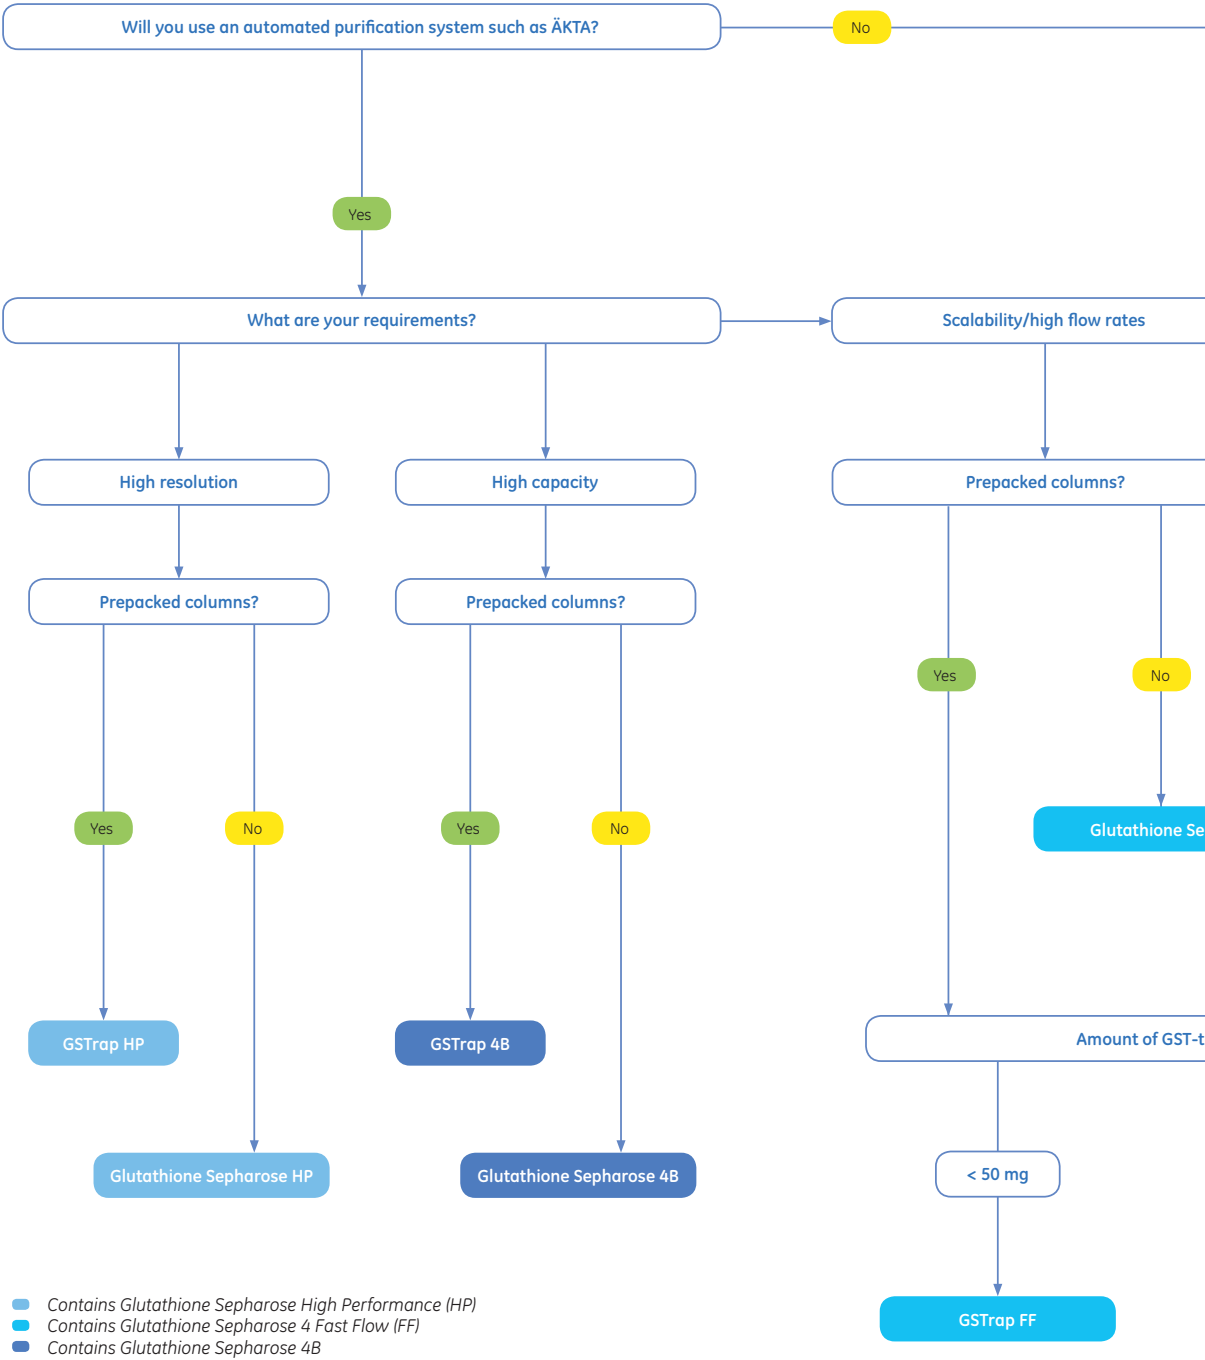 Will you use an automated purification system such as ÄKTA?
No
Yes
What are your requirements?
Scalability/high flow rates
High resolution
High capacity
Prepacked columns?
Prepacked columns?
Prepacked columns?
Yes
No
Yes
No
Yes
No
Glutathione Se
GSTrap HP
GSTrap 4B
Amount of GST-t
Glutathione Sepharose HP
Glutathione Sepharose 4B
< 50 mg
GSTrap FF
Contains Glutathione Sepharose High Performance (HP)
Contains Glutathione Sepharose 4 Fast Flow (FF)
Contains Glutathione Sepharose 4B